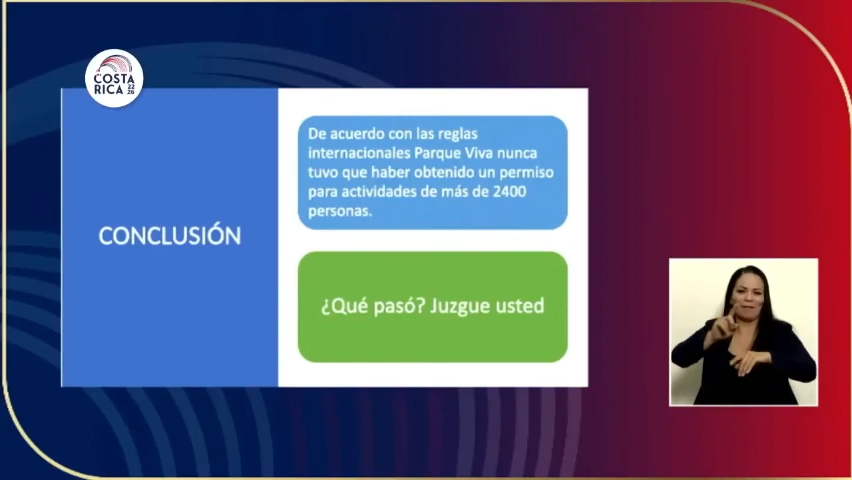 COSTA
RICA 22
26
CONCLUSIÓN
De acuerdo con las reglas
internacionales Parque Viva nunca
tuvo que haber obtenido un permiso
para actividades de más de 2400
personas.
¿Qué pasó? Juzgue usted